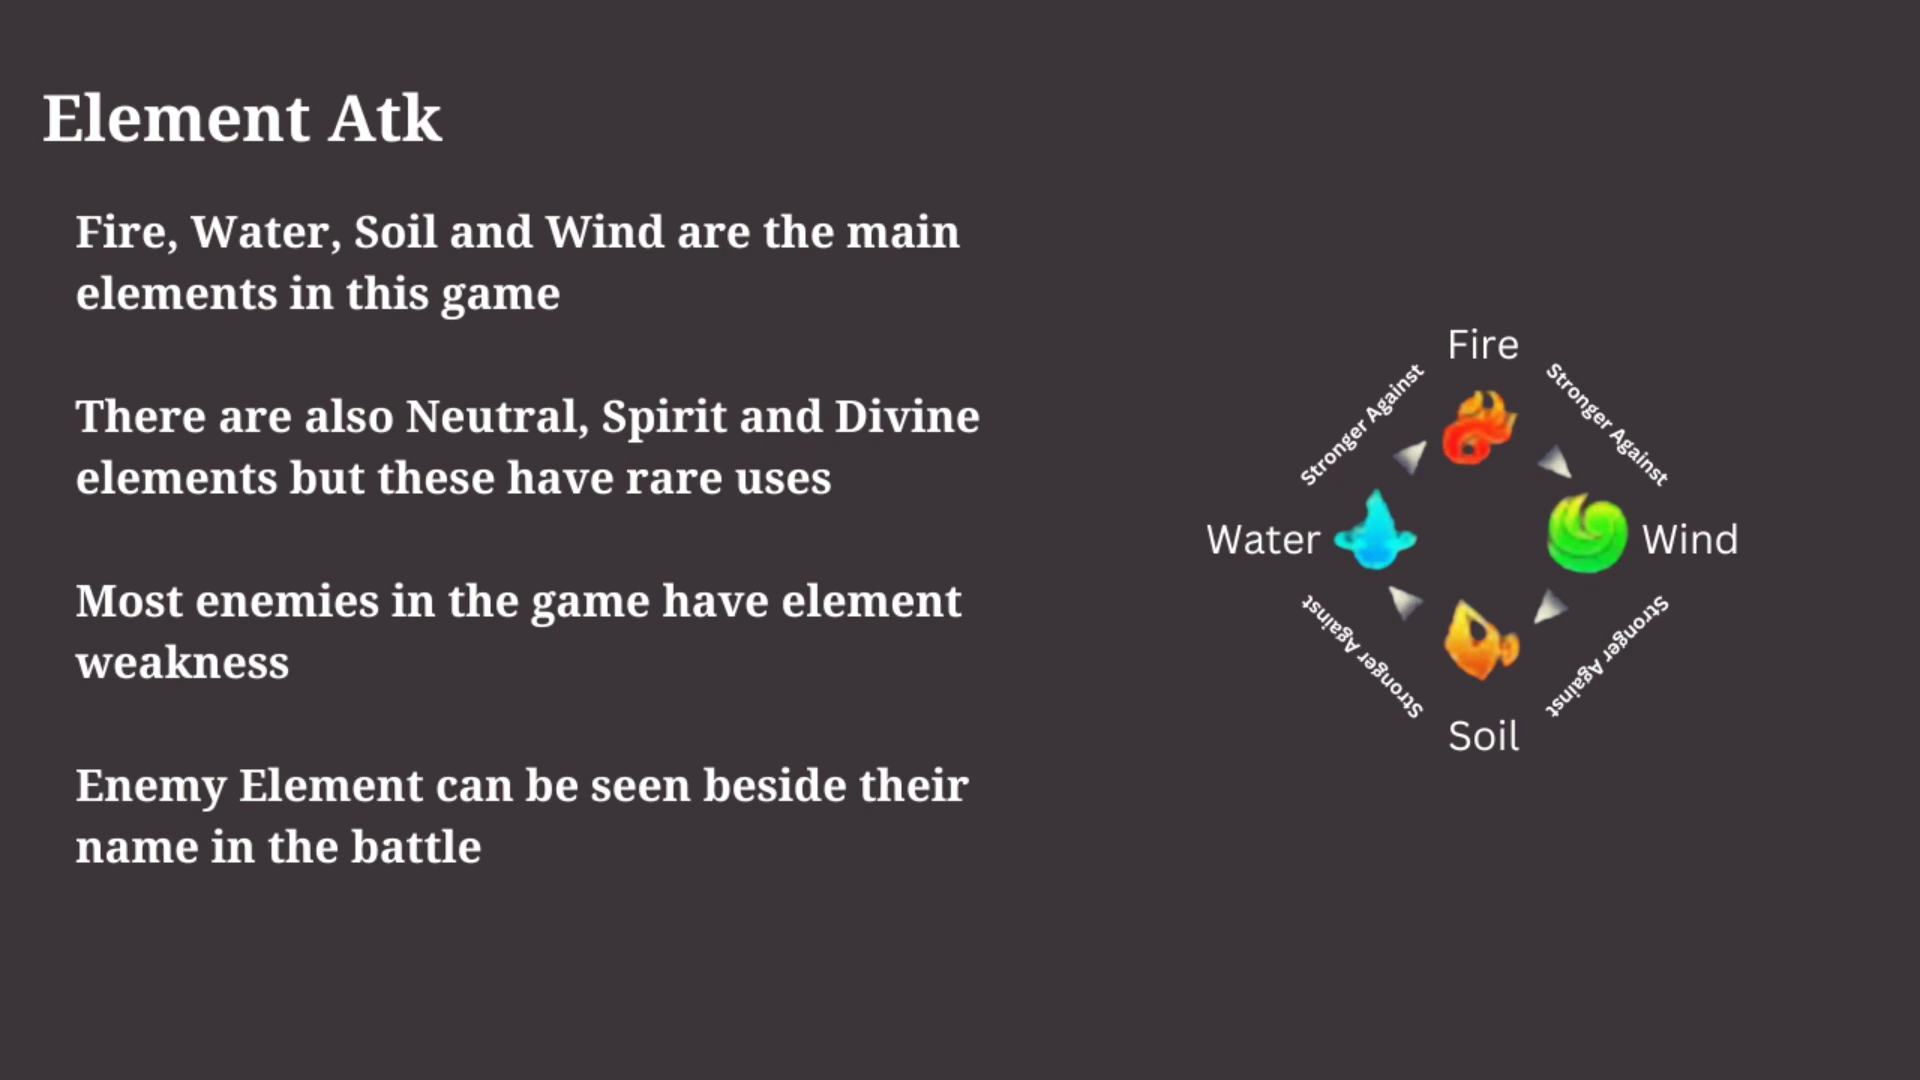 Element Atk
Fire, Water, Soil and Wind are the main
elements in this game
There are also Neutral, Spirit and Divine
elements but these have rare uses
Most enemies in the game have element
weakness
Enemy Element can be seen beside their
name in the battle
Fire
Stronger Against
Stronger Against
Water
Wind
Stronger Against
Stronger Against
Soil